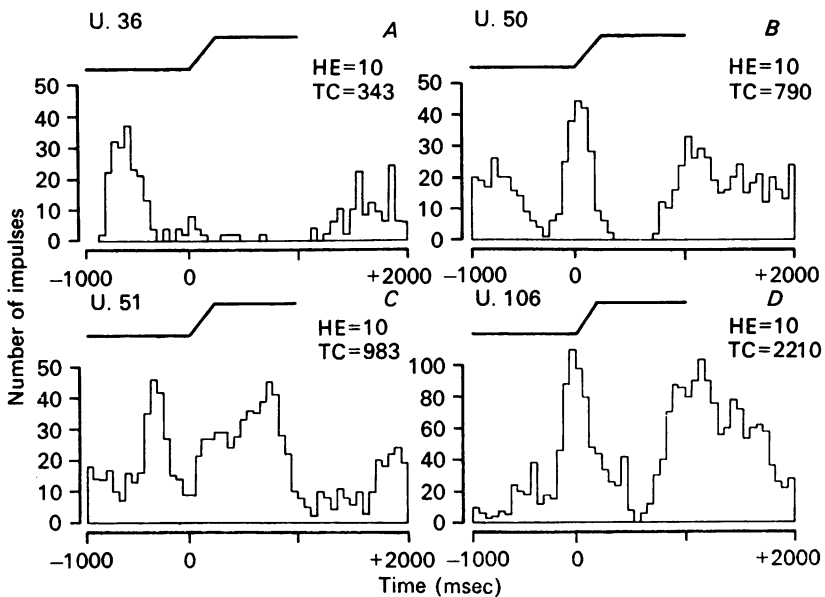 U. 36
A
HE=10
TC=343
50
40
30
20
10
0
−1000
0
+2000
U. 50
B
HE=10
TC=790
50
40
30
20
10
0
−1000
0
+2000
U. 51
C
HE=10
TC=983
50
40
30
20
10
0
−1000
0
+2000
U. 106
D
HE=10
TC=2210
100
80
60
40
20
0
−1000
0
+2000
Number of impulses
Time (msec)